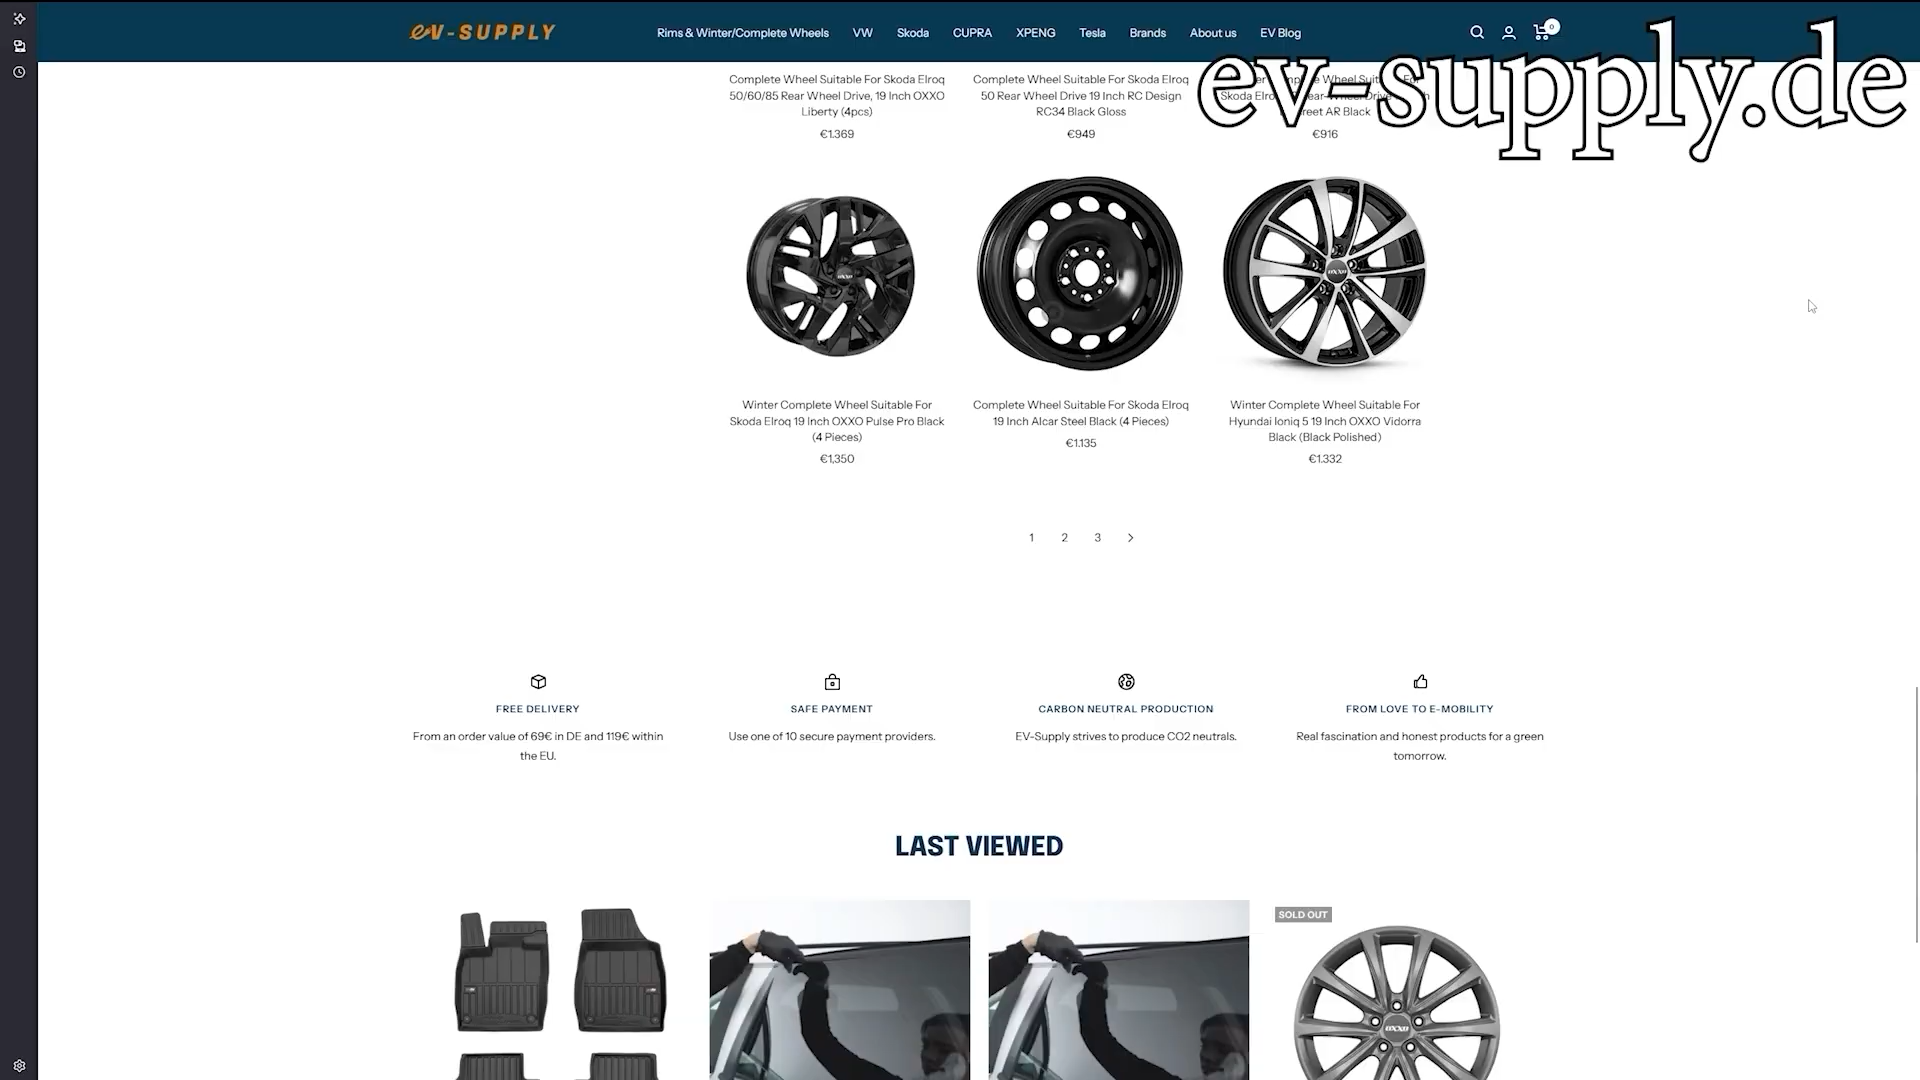 ev-SUPPLY
Rims & Winter/Complete Wheels
VW
Skoda
CUPRA
XPENG
Tesla
Brands
About us
EV Blog
0
ev-supply.de
Complete Wheel Suitable For Skoda Elroq
50/60/85 Rear Wheel Drive, 19 Inch OXXO
Liberty (4pcs)
€1.369
Complete Wheel Suitable For Skoda Elroq
50 Rear Wheel Drive 19 Inch RC Design
RC34 Black Gloss
€949
Wheel
Skoda
AR Black
€916
OXXO
OXXO
Winter Complete Wheel Suitable For
Skoda Elroq 19 Inch OXXO Pulse Pro Black
(4 Pieces)
€1,350
Complete Wheel Suitable For Skoda Elroq
19 Inch Alcar Steel Black (4 Pieces)
€1.135
Winter Complete Wheel Suitable For
Hyundai Ioniq 5 19 Inch OXXO Vidorra
Black (Black Polished)
€1.332
1 2 3
FREE DELIVERY
From an order value of 69€ in DE and 119€ within
the EU.
SAFE PAYMENT
Use one of 10 secure payment providers.
CARBON NEUTRAL PRODUCTION
EV-Supply strives to produce CO2 neutrals.
FROM LOVE TO E-MOBILITY
Real fascination and honest products for a green
tomorrow.
LAST VIEWED
SOLD OUT
OXXO